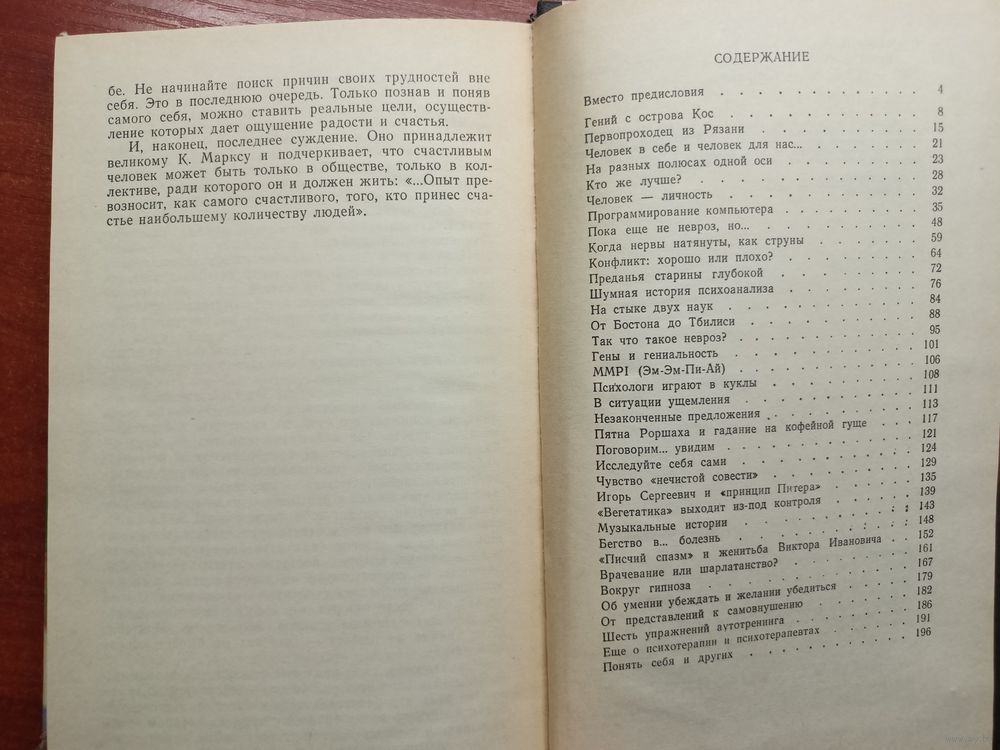 бе. Не начинайте поиск причин своих трудностей вне
себя. Это в последнюю очередь. Только познав и поняв
самого себя, можно ставить реальные цели, осуществ-
ление которых дает ощущение радости и счастья.
И, наконец, последнее суждение. Оно принадлежит
великому К. Марксу и подчеркивает, что счастливым
человек может быть только в обществе, только в кол-
лективе, ради которого он и должен жить: «...Опыт пре-
возносит, как самого счастливого, того, кто принес сча-
стье наибольшему количеству людей».
СОДЕРЖАНИЕ
Вместо предисловия 4
Гений с острова Кос 8
Первопроходец из Рязани 15
Человек в себе и человек для нас... 21
На разных полюсах одной оси 23
Кто же лучше? 28
Человек — личность 32
Программирование компьютера 35
Пока еще не невроз, но... 48
Когда нервы натянуты, как струны 59
Конфликт: хорошо или плохо? 64
Преданья старины глубокой 72
Шумная история психоанализа 76
На стыке двух наук 84
От Бостона до Тбилиси 88
Так что такое невроз? 95
Гены и гениальность 101
MMPI (Эм-Эм-Пи-Ай) 106
Психологи играют в куклы 108
В ситуации ущемления 111
Незаконченные предложения 113
Пятна Роршаха и гадание на кофейной гуще 117
Поговорим... увидим 121
Исследуйте себя сами 124
Чувство «нечистой совести» 129
Игорь Сергеевич и «принцип Питера» 135
«Вегетатика» выходит из-под контроля 139
Музыкальные истории 143
Бегство в... болезнь 148
«Писчий спазм» и женитьба Виктора Ивановича 152
Врачевание или шарлатанство? 161
Вокруг гипноза 167
Об умении убеждать и желании убедиться 179
От представлений к самовнушению 182
Шесть упражнений аутотренинга 186
Еще о психотерапии и психотерапевтах 191
Понять себя и других 196